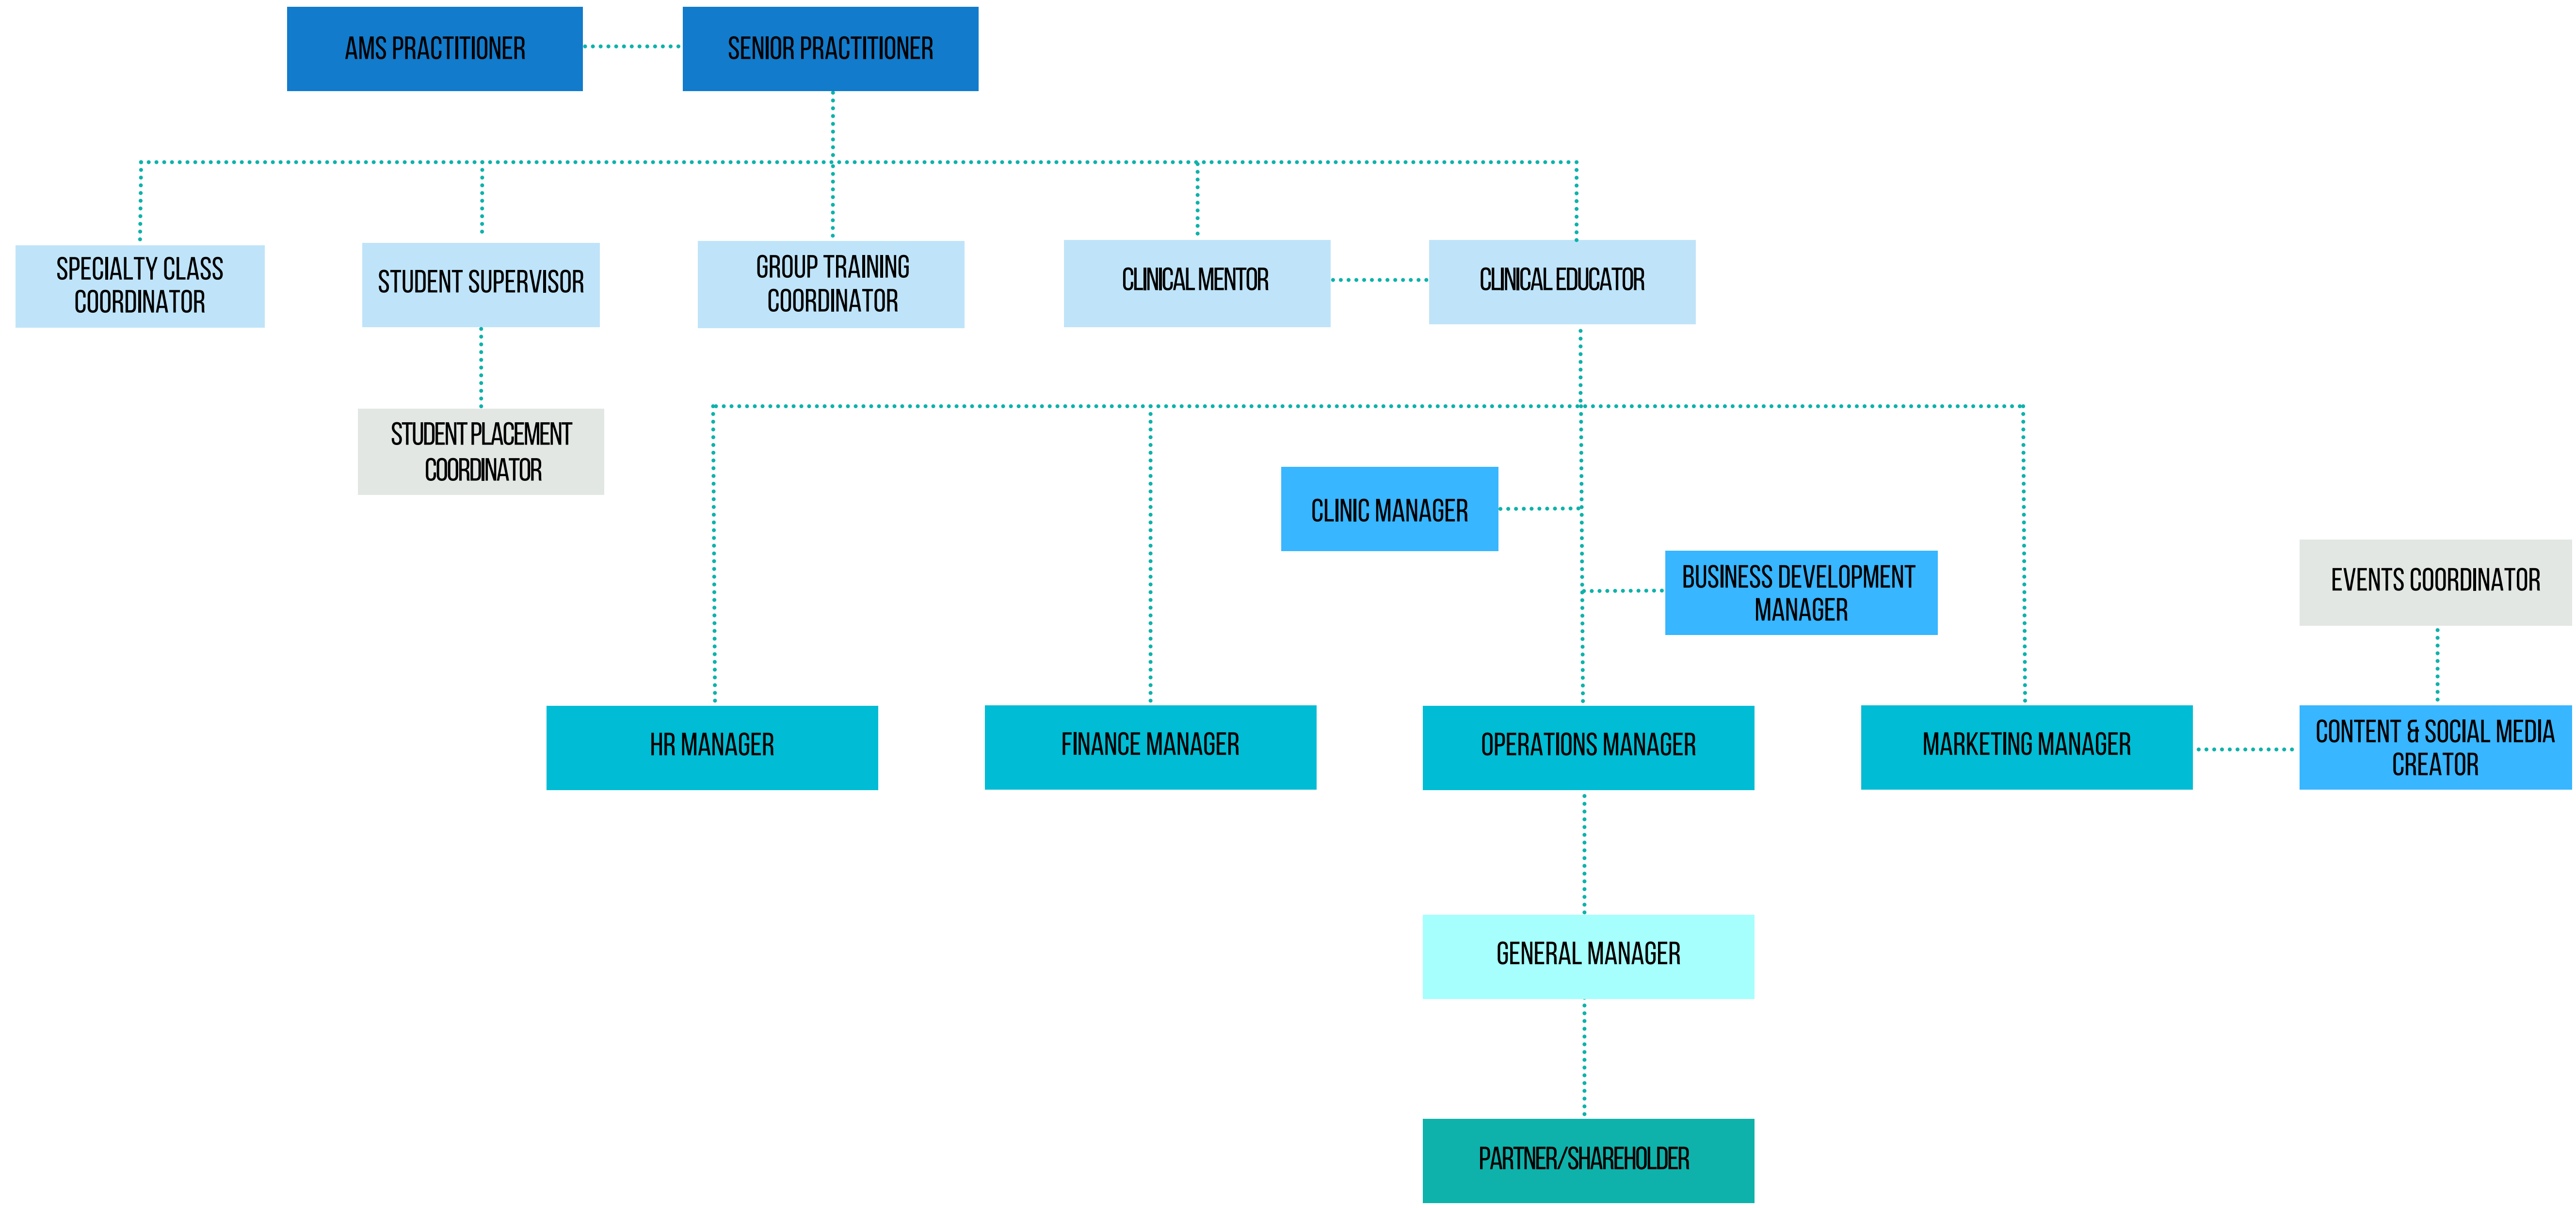 AMS PRACTITIONER
SENIOR PRACTITIONER
SPECIALTY CLASS
COORDINATOR
STUDENT SUPERVISOR
GROUP TRAINING
COORDINATOR
CLINICAL MENTOR
CLINICAL EDUCATOR
STUDENT PLACEMENT
COORDINATOR
CLINIC MANAGER
BUSINESS DEVELOPMENT
MANAGER
EVENTS COORDINATOR
HR MANAGER
FINANCE MANAGER
OPERATIONS MANAGER
MARKETING MANAGER
CONTENT & SOCIAL MEDIA
CREATOR
GENERAL MANAGER
PARTNER/SHAREHOLDER